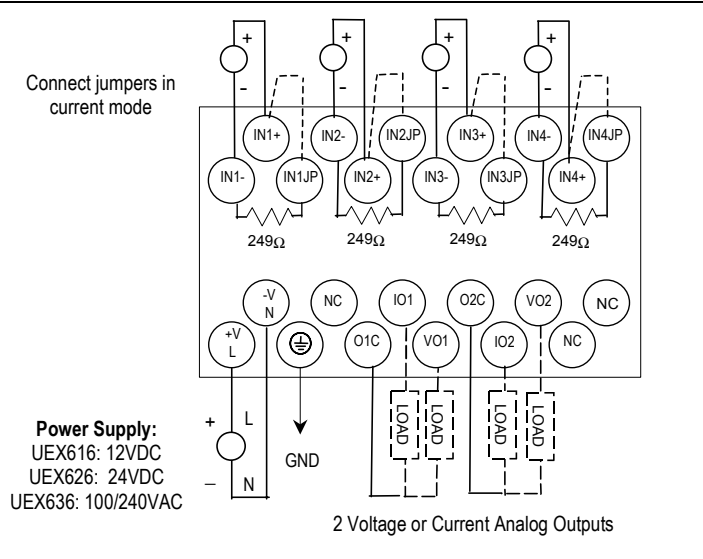 + + + +
Connect jumpers in
current mode
- - - -
IN1+ IN2- IN2JP IN3+ IN4- IN4JP
IN1- IN1JP IN2+ IN3- IN3JP IN4+
249Ω 249Ω 249Ω 249Ω
-V
N
NC IO1 O2C VO2 NC
+V
L
O1C VO1 IO2 NC
LOAD LOAD LOAD LOAD
+ L
– N
GND
Power Supply:
UEX616: 12VDC
UEX626: 24VDC
UEX636: 100/240VAC
2 Voltage or Current Analog Outputs